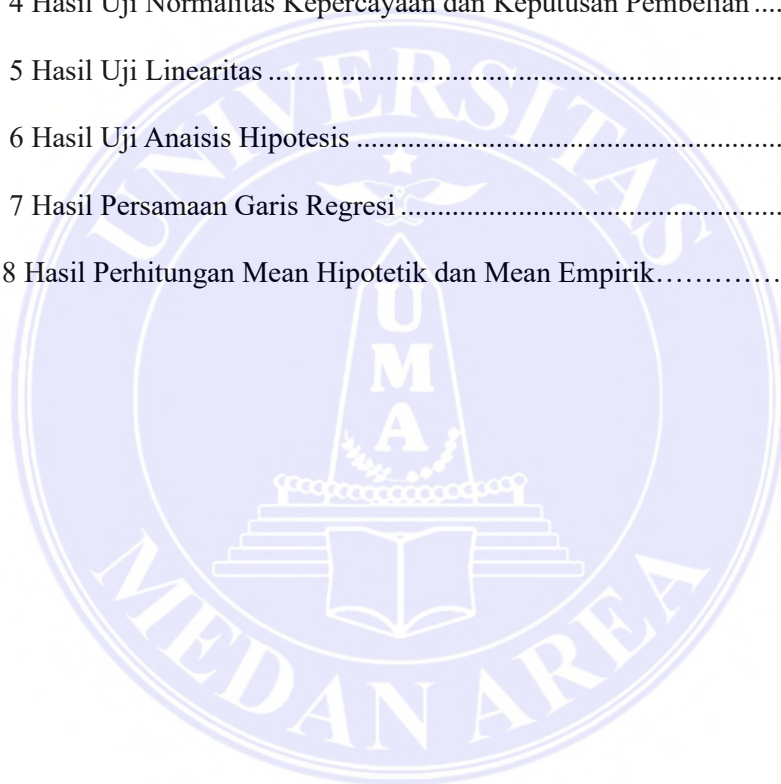 4 Hasil Uji Normalitas Kepercayaan dan Keputusan Pembelian ....
5 Hasil Uji Linearitas ......................................................................
6 Hasil Uji Anaisis Hipotesis ...........................................................
7 Hasil Persamaan Garis Regresi .....................................................
8 Hasil Perhitungan Mean Hipotetik dan Mean Empirik.............
UNIVERSITAS
U
M
A
MEDAN AREA